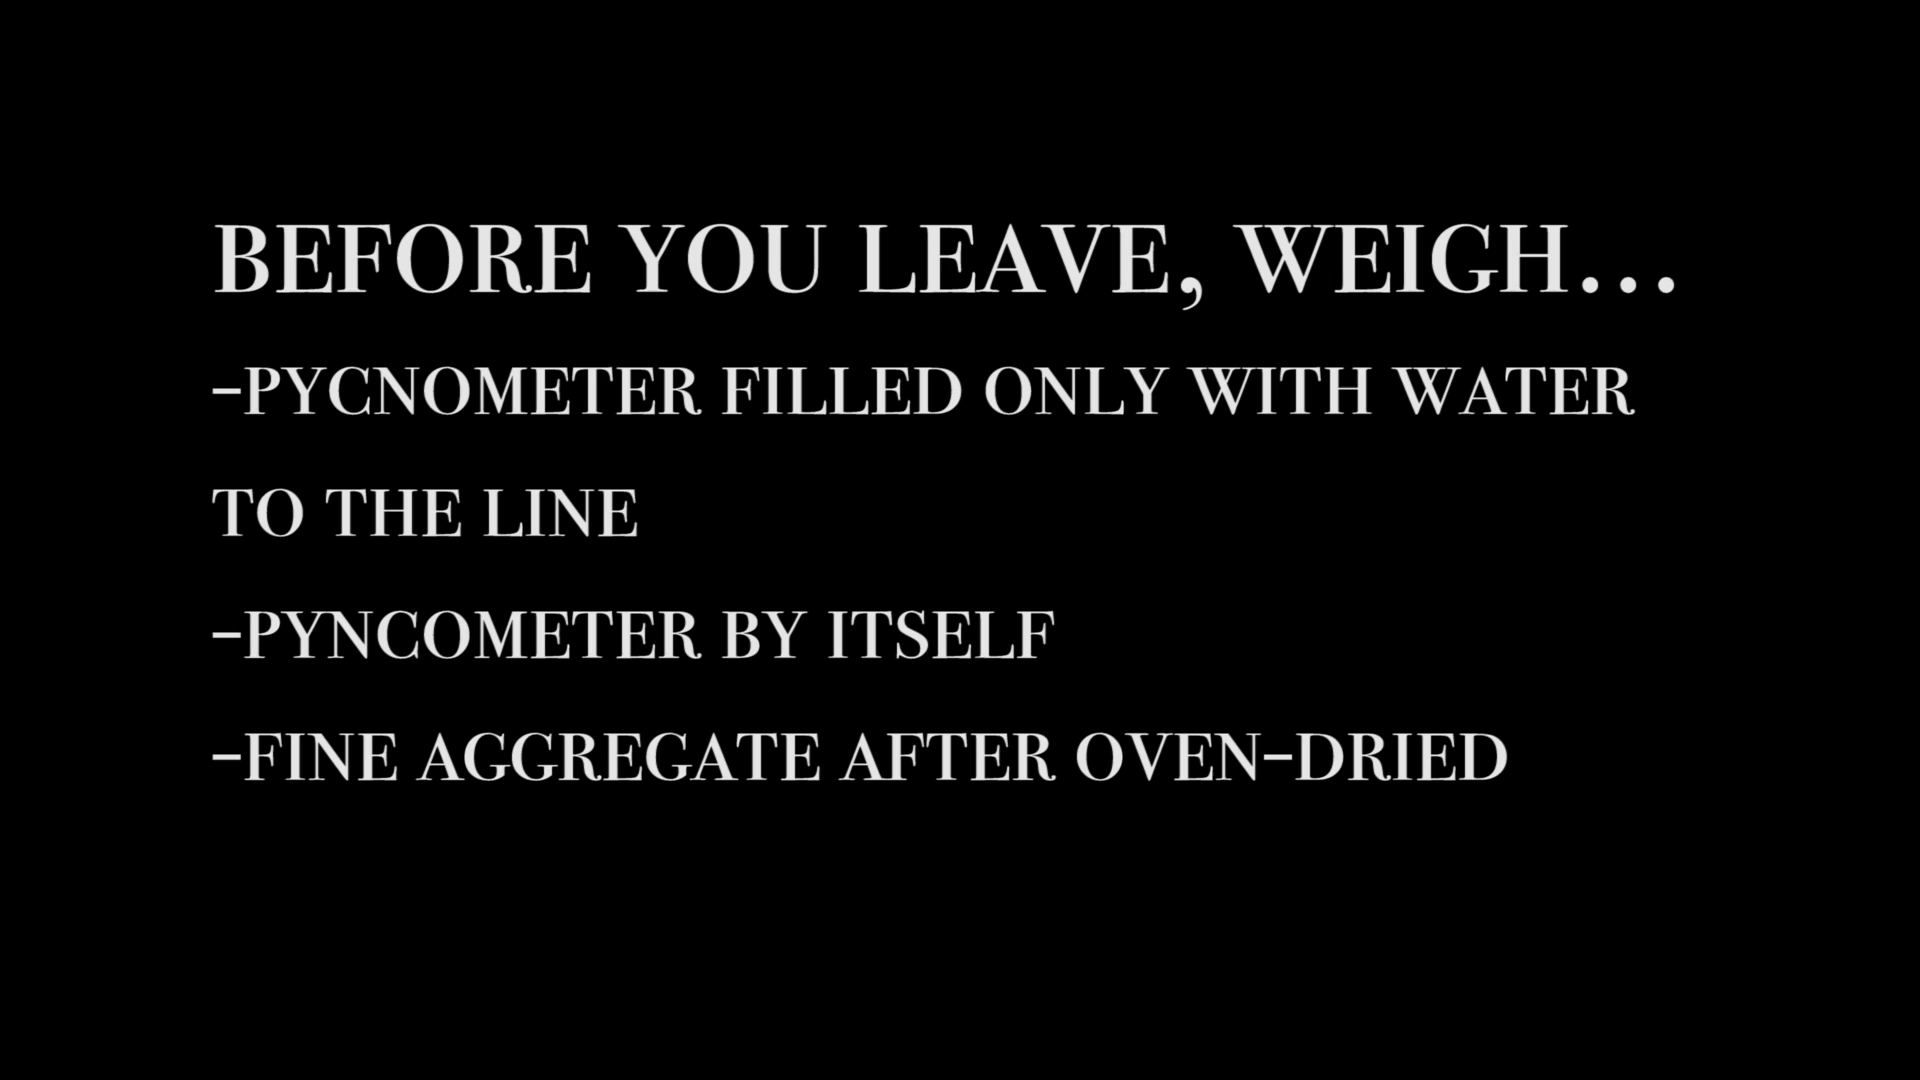 BEFORE YOU LEAVE, WEIGH...
-PYCNOMETER FILLED ONLY WITH WATER
TO THE LINE
-PYNCOMETER BY ITSELF
-FINE AGGREGATE AFTER OVEN-DRIED